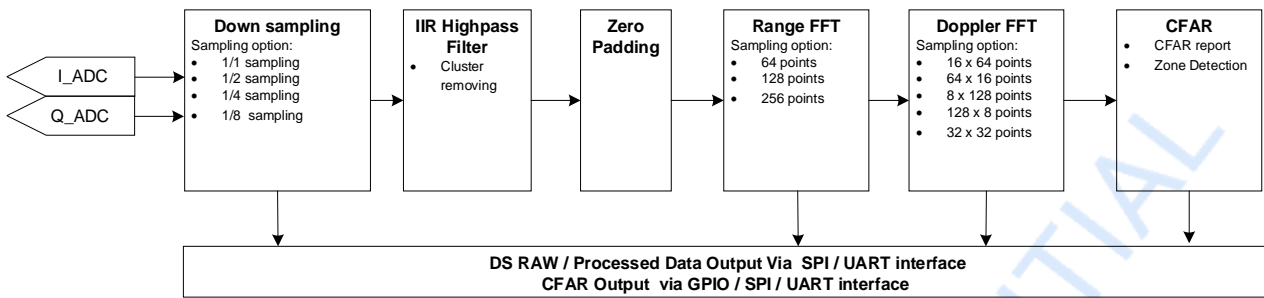 I_ADC
Q_ADC
Down sampling
Sampling option:
• 1/1 sampling
• 1/2 sampling
• 1/4 sampling
• 1/8 sampling
IIR Highpass
Filter
• Cluster
removing
Zero
Padding
Range FFT
Sampling option:
• 64 points
• 128 points
• 256 points
Doppler FFT
Sampling option:
• 16 x 64 points
• 64 x 16 points
• 8 x 128 points
• 128 x 8 points
• 32 x 32 points
CFAR
• CFAR report
• Zone Detection
DS RAW / Processed Data Output Via SPI / UART interface
CFAR Output via GPIO / SPI / UART interface
NTIAL